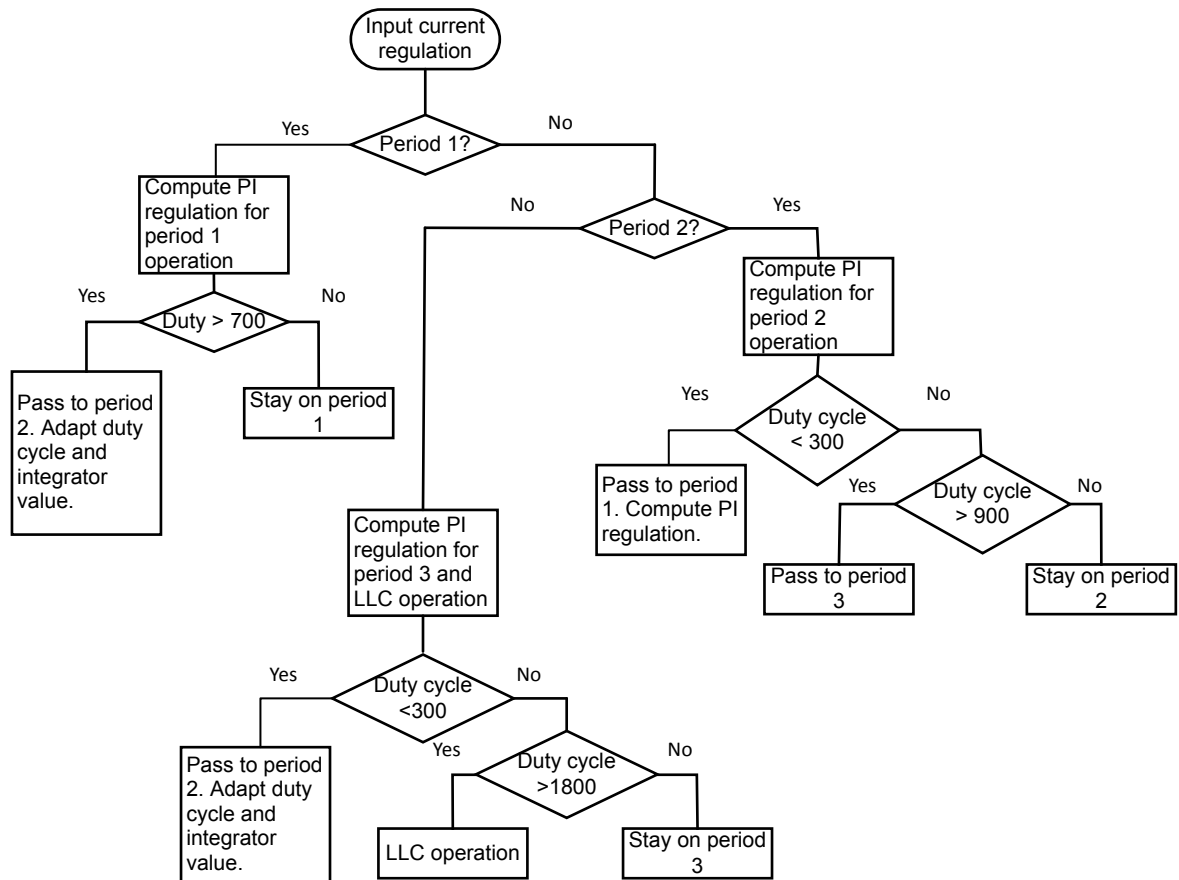 Input current
regulation
Yes
No
Period 1?
Compute PI
regulation for
period 1
operation
No
Yes
Period 2?
Compute PI
regulation for
period 2
operation
Yes
No
Duty > 700
Pass to period
2. Adapt duty
cycle and
integrator
value.
Stay on period
1
Yes
No
Duty cycle
< 300
Pass to period
1. Compute PI
regulation.
Yes
No
Duty cycle
> 900
Pass to period
3
Stay on period
2
Compute PI
regulation for
period 3 and
LLC operation
Yes
No
Duty cycle
<300
Pass to period
2. Adapt duty
cycle and
integrator
value.
Yes
No
Duty cycle
>1800
LLC operation
Stay on period
3